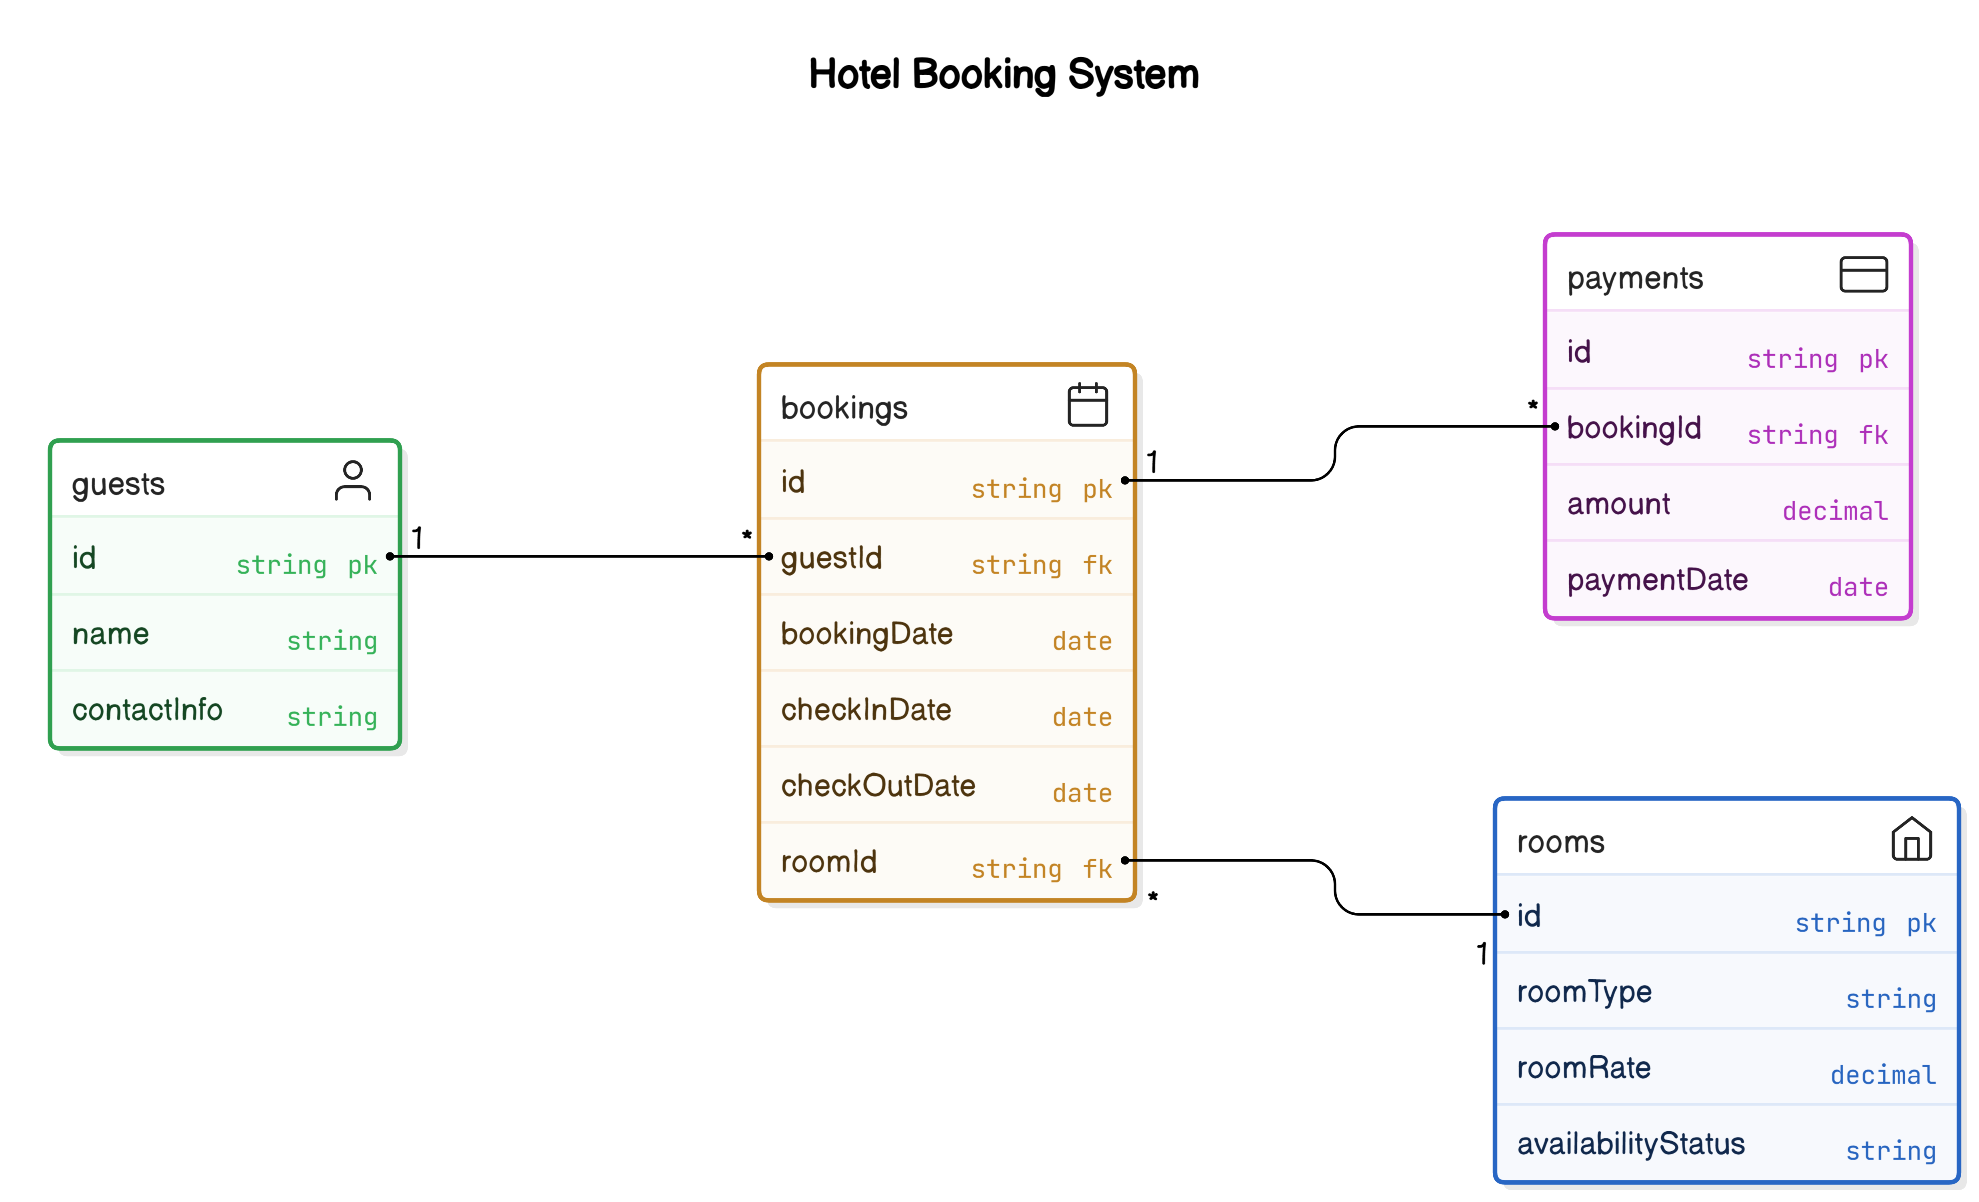 Hotel Booking System
guests
id string pk
name string
contactInfo string
1
*
bookings
id string pk
guestId string fk
bookingDate date
checkInDate date
checkOutDate date
roomId string fk
1
*
payments
id string pk
bookingId string fk
amount decimal
paymentDate date
*
1
rooms
id string pk
roomType string
roomRate decimal
availabilityStatus string